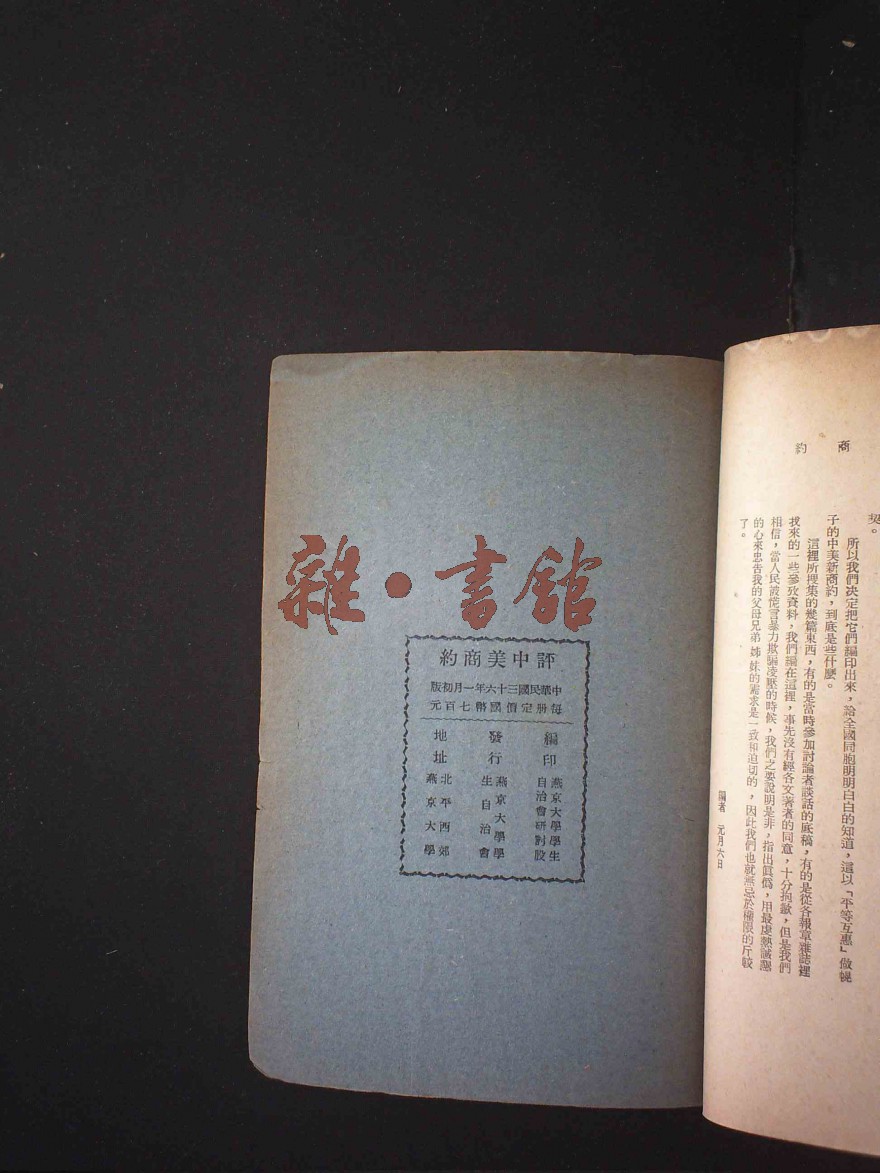 商約
契。
所以我們決定把它們編印出來，給全國同胞明明白白的知道，這以「平等互惠」做幌
子的中美新商約，到底是些什麼。
這裡所搜集的幾篇東西，有的是當時參加討論者談話的底稿，有的是從各報章雜誌裡
找來的一些參攷資料，我們編在這裡，事先沒有經各文著者的同意，十分抱歉，但是我們
相信，當人民被慌言暴力欺騙凌壓的時候，我們之要說明是非，指出眞僞，用最虔熱誠懇
的心來忠告我的父母兄弟姊妹的需求是一致和迫切的，因此我們也就無忌於權限的斤較
了。
編者 元月六日
雜·書館
評中美商約
中華民國三十六年一月初版
每册定價國幣七百元
編印
燕京大學學生
自治會研討股
發行
燕京大學學
生自治會
地址
北平西郊
燕京大學